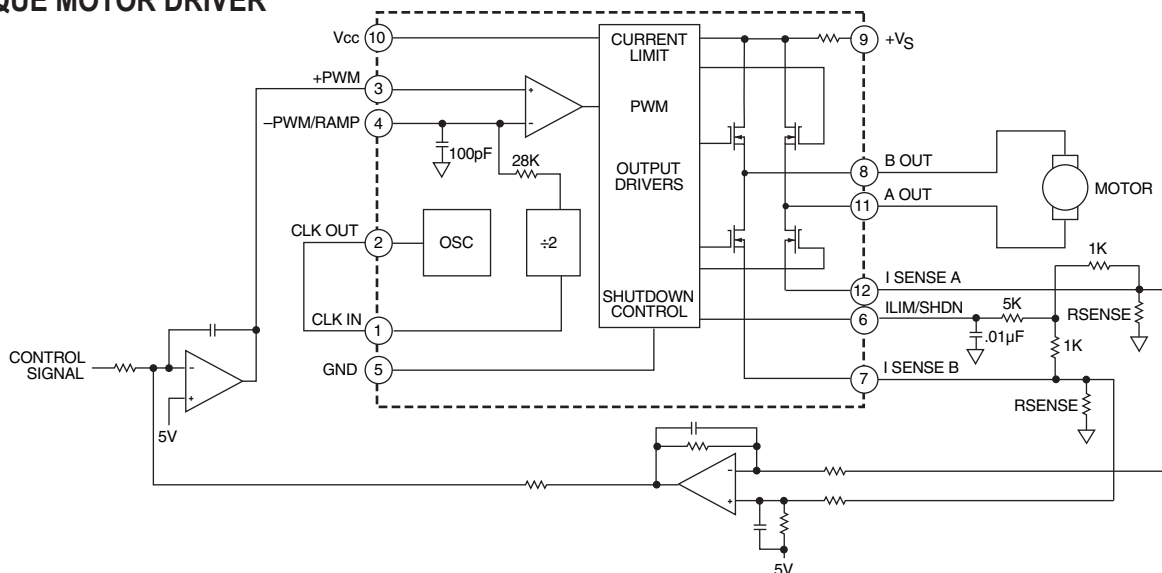 QUE MOTOR DRIVER
Vcc 10
CURRENT
LIMIT
9 +VS
+PWM 3
PWM
–PWM/RAMP 4
100pF
28K
OUTPUT
DRIVERS
B OUT
8
A OUT
11
MOTOR
CLK OUT
2
OSC
÷2
1K
I SENSE A
12
SHUTDOWN
CONTROL
ILIM/SHDN
6
5K
RSENSE
.01µF
1K
CLK IN
1
CONTROL
SIGNAL
–
+
5V
GND 5
I SENSE B
7
RSENSE
–
+
5V
+
–